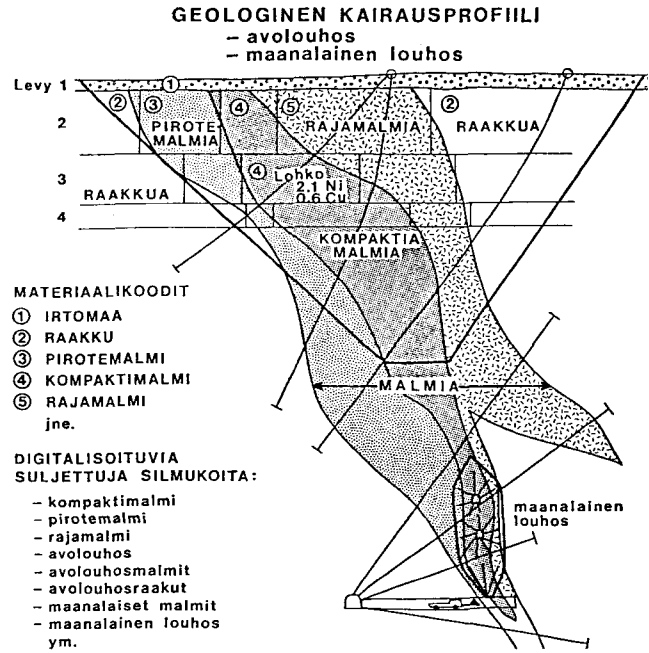 GEOLOGINEN KAIRAUSPROFIILI
– avolouhos
– maanalainen louhos
Levy 1
①
2
② ③ ④ ⑤ ②
PIROTE-
MALMIA
RAJAMALMIA
RAAKKUA
3
RAAKKUA
④
Lohko
2.1 Ni
0.6 Cu
4
KOMPAKTIA
MALMIA
MATERIAALIKOODIT
① IRTOMAA
② RAAKKU
③ PIROTEMALMI
④ KOMPAKTIMALMI
⑤ RAJAMALMI
jne.
MALMIA
DIGITALISOITUVIA
SULJETTUJA SILMUKOITA:
– kompaktimalmi
– pirotemalmi
– rajamalmi
– avolouhos
– avolouhosmalmit
– avolouhosraakut
– maanalaiset malmit
– maanalainen louhos
ym.
maanalainen
louhos